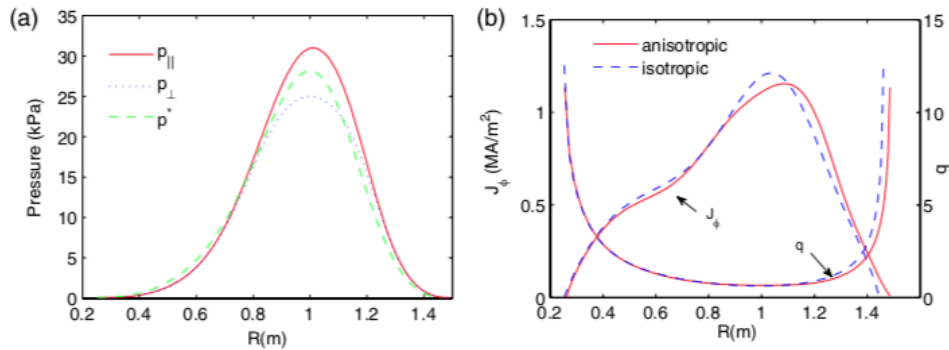 (a)
35
30
25
20
15
10
5
0
Pressure (kPa)
p||
p⊥
p*
0.2 0.4 0.6 0.8 1 1.2 1.4
R(m)
(b)
1.5
1
0.5
0
J_ϕ (MA/m²)
anisotropic
isotropic
J_ϕ
q
15
10
5
0
q
0.2 0.4 0.6 0.8 1 1.2 1.4
R(m)